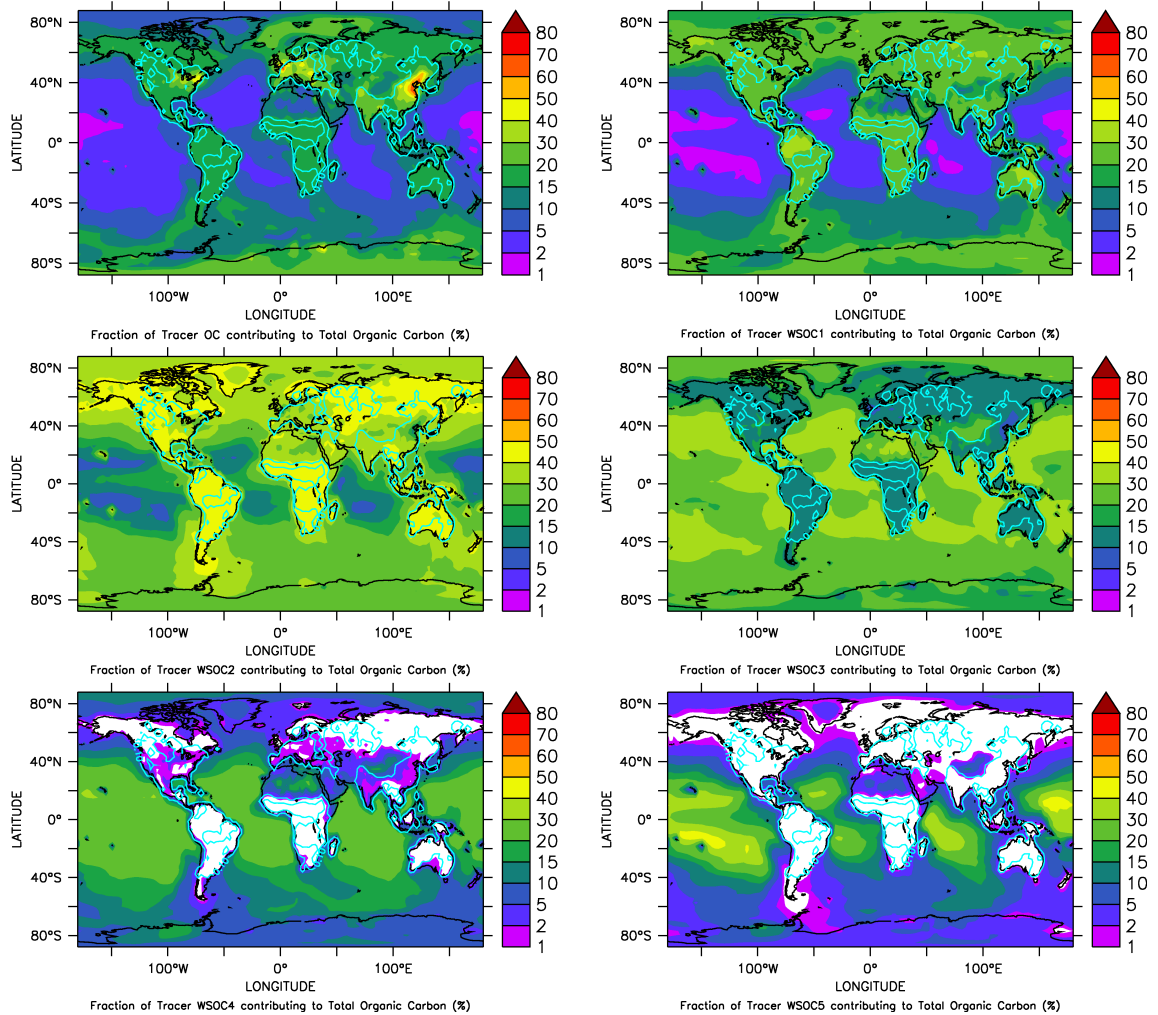 80°N
40°N
0°
40°S
80°S
LATITUDE
100°W
0°
100°E
LONGITUDE
80
70
60
50
40
30
20
15
10
5
2
1
Fraction of Tracer OC contributing to Total Organic Carbon (%)
80°N
40°N
0°
40°S
80°S
LATITUDE
100°W
0°
100°E
LONGITUDE
80
70
60
50
40
30
20
15
10
5
2
1
Fraction of Tracer WSOC1 contributing to Total Organic Carbon (%)
80°N
40°N
0°
40°S
80°S
LATITUDE
100°W
0°
100°E
LONGITUDE
80
70
60
50
40
30
20
15
10
5
2
1
Fraction of Tracer WSOC2 contributing to Total Organic Carbon (%)
80°N
40°N
0°
40°S
80°S
LATITUDE
100°W
0°
100°E
LONGITUDE
80
70
60
50
40
30
20
15
10
5
2
1
Fraction of Tracer WSOC3 contributing to Total Organic Carbon (%)
80°N
40°N
0°
40°S
80°S
LATITUDE
100°W
0°
100°E
LONGITUDE
80
70
60
50
40
30
20
15
10
5
2
1
Fraction of Tracer WSOC4 contributing to Total Organic Carbon (%)
80°N
40°N
0°
40°S
80°S
LATITUDE
100°W
0°
100°E
LONGITUDE
80
70
60
50
40
30
20
15
10
5
2
1
Fraction of Tracer WSOC5 contributing to Total Organic Carbon (%)